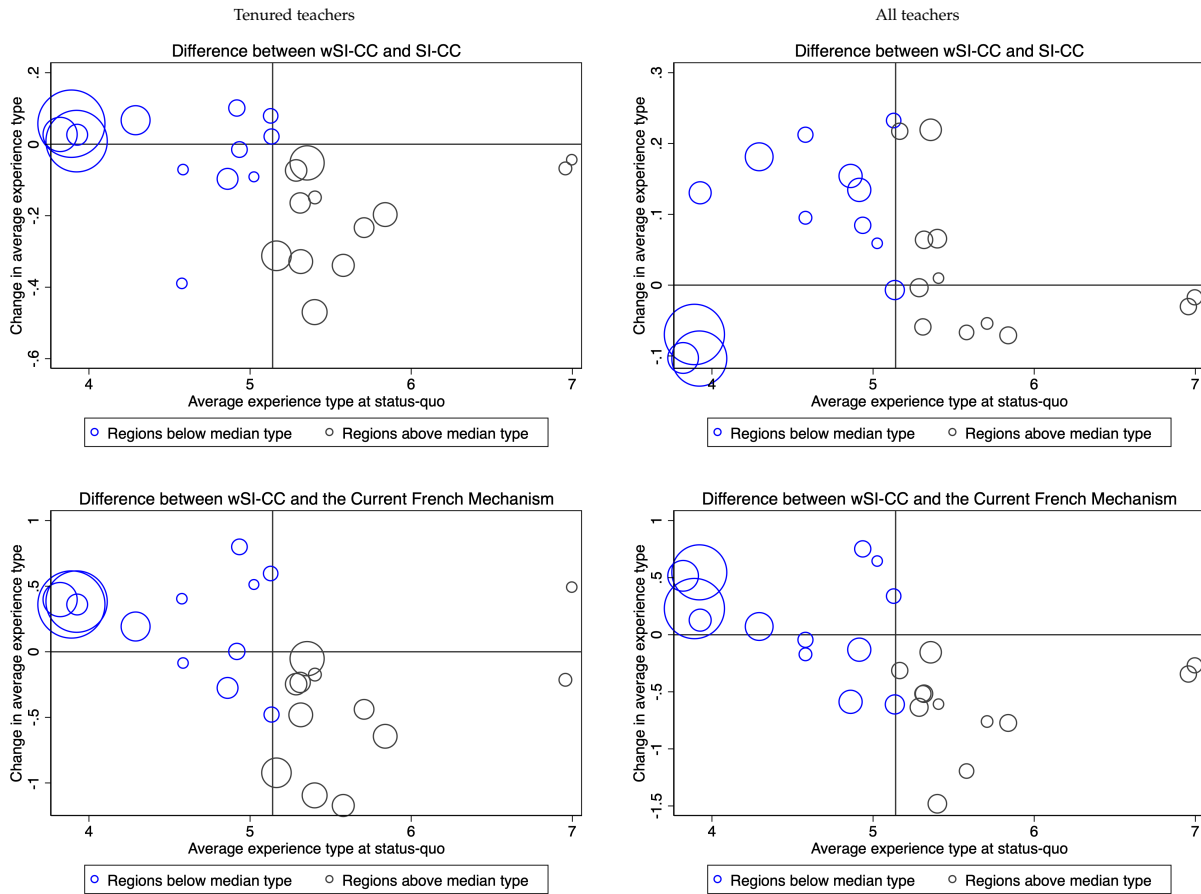 Tenured teachers
All teachers
Difference between wSI-CC and SI-CC
Change in average experience type
.2
0
-.2
-.4
-.6
4
5
6
7
Average experience type at status-quo
Regions below median type
Regions above median type
Difference between wSI-CC and SI-CC
Change in average experience type
.3
.2
.1
0
-.1
4
5
6
7
Average experience type at status-quo
Regions below median type
Regions above median type
Difference between wSI-CC and the Current French Mechanism
Change in average experience type
1
.5
0
-.5
-1
4
5
6
7
Average experience type at status-quo
Regions below median type
Regions above median type
Difference between wSI-CC and the Current French Mechanism
Change in average experience type
1
.5
0
-.5
-1
-1.5
4
5
6
7
Average experience type at status-quo
Regions below median type
Regions above median type